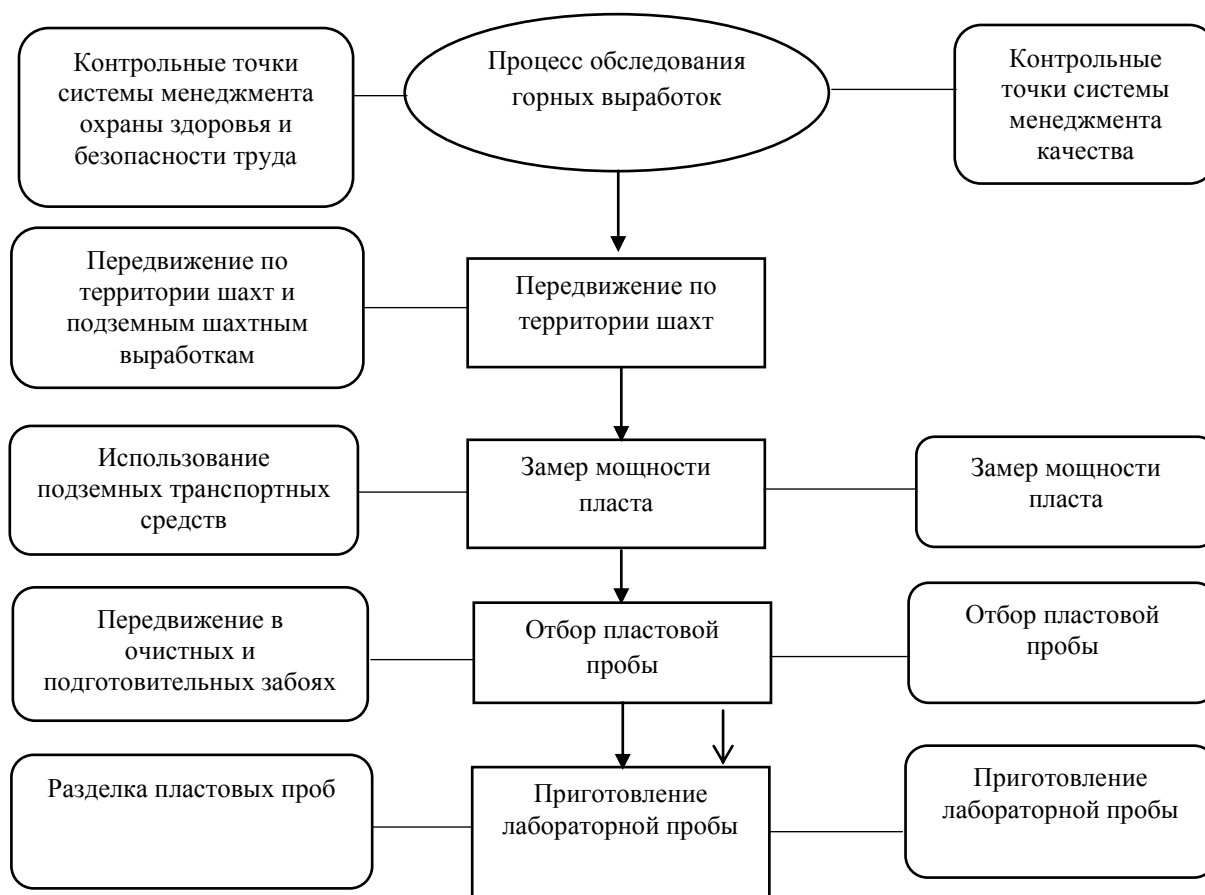 Контрольные точки
системы менеджмента
охраны здоровья и
безопасности труда
Процесс обследования
горных выработок
Контрольные
точки системы
менеджмента
качества
Передвижение по
территории шахт и
подземным шахтным
выработкам
Передвижение по
территории шахт
Использование
подземных транспортных
средств
Замер мощности
пласта
Замер мощности
пласта
Передвижение в
очистных и
подготовительных забоях
Отбор пластовой
пробы
Отбор пластовой
пробы
Разделка пластовых проб
Приготовление
лабораторной пробы
Приготовление
лабораторной пробы